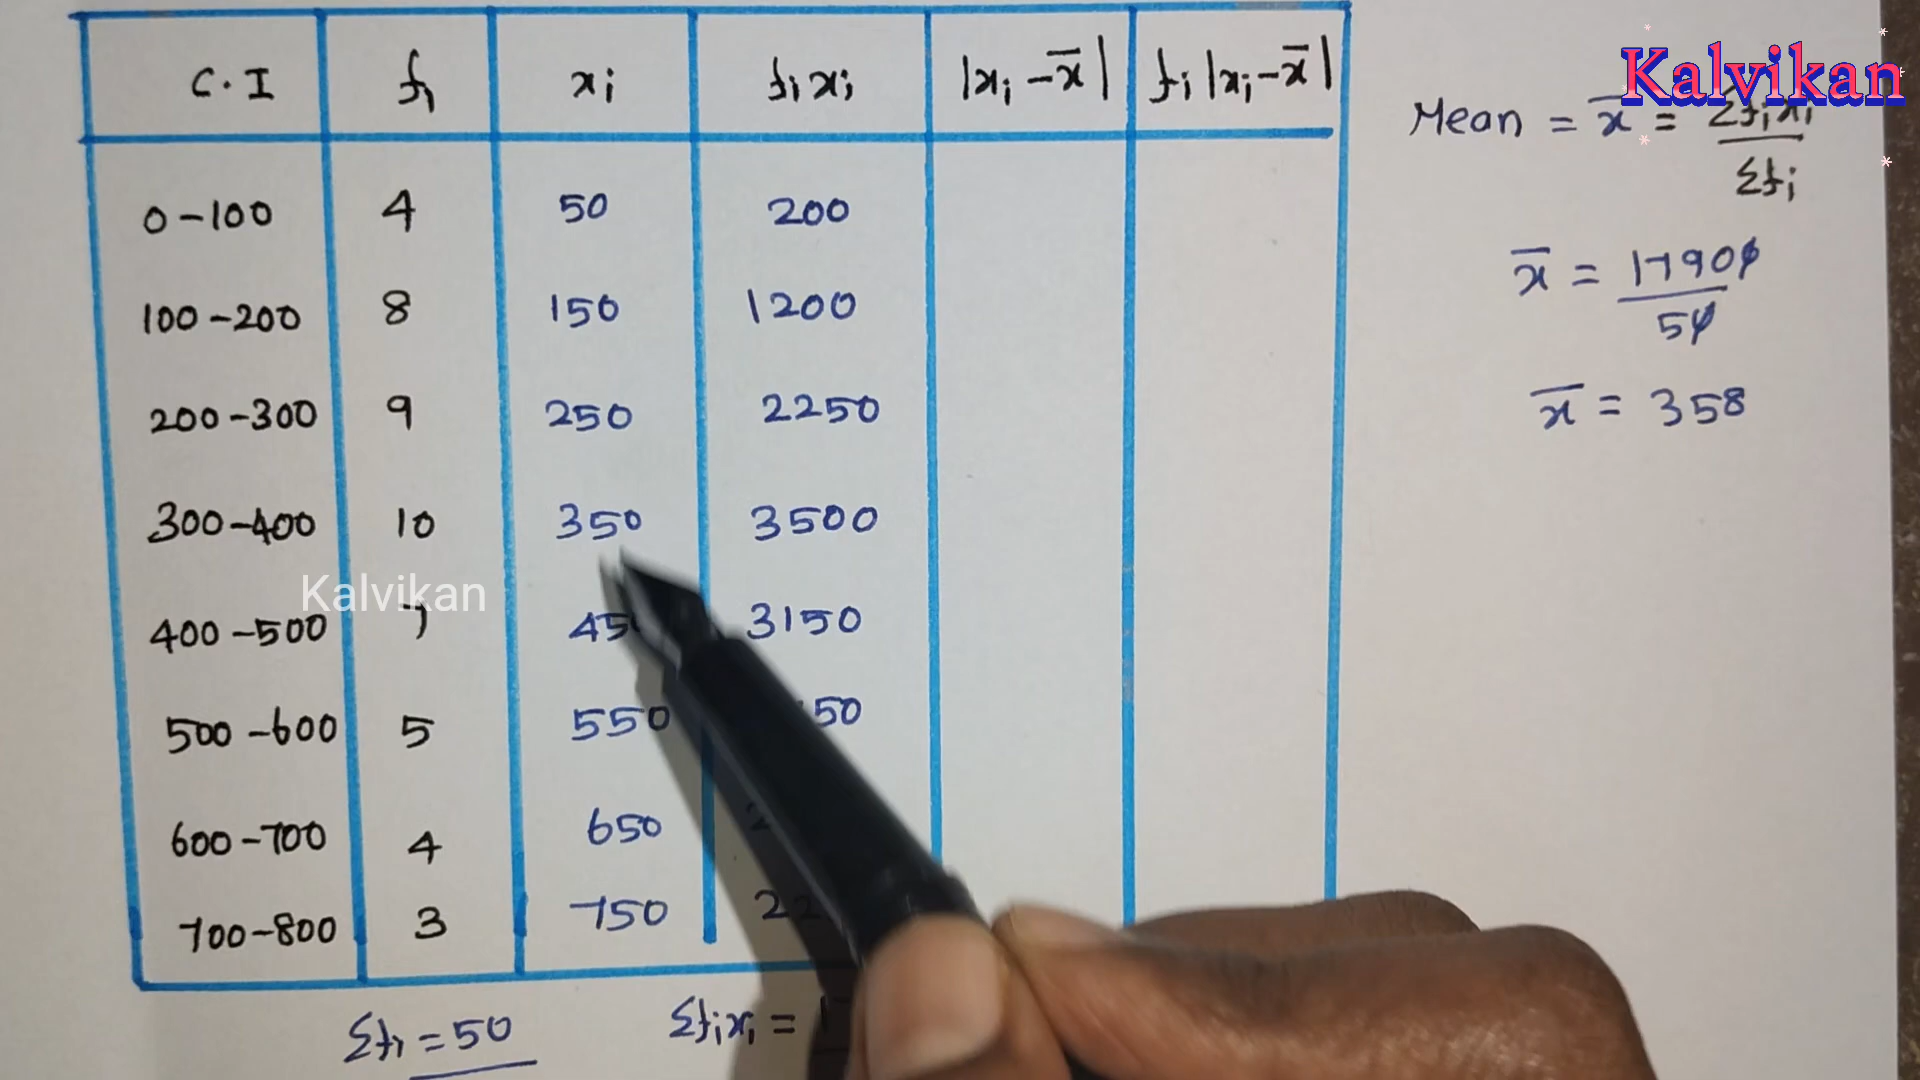 C.I fi xi fixi |xi - x̄| fi |xi - x̄|
0-100 4 50 200
100-200 8 150 1200
200-300 9 250 2250
300-400 10 350 3500
400-500 7 3150
500-600 5 550
600-700 4 650
700-800 3 750
Σfi = 50 Σfixi =
Kalvikan
Mean = x̄ = Σfixi
Σfi
x̄ = 17900
50
x̄ = 358
Kalvikan